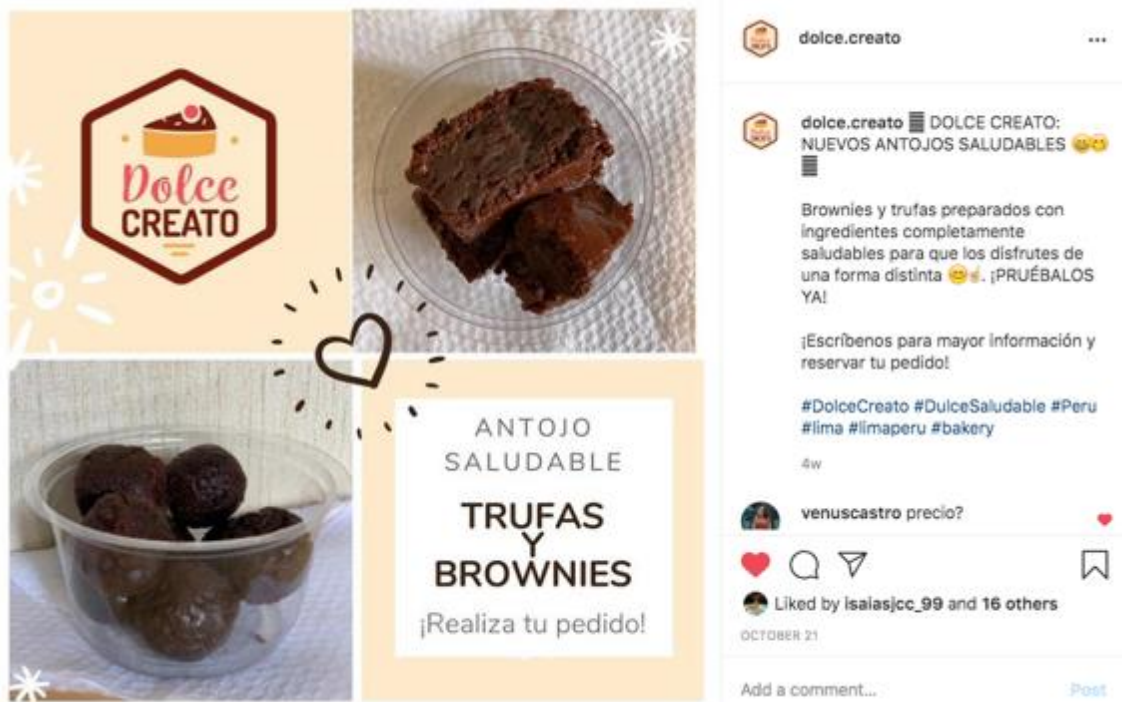 Dolce
CREATO
ANTOJO
SALUDABLE
TRUFAS
Y
BROWNIES
¡Realiza tu pedido!
dolce.creato
dolce.creato DOLCE CREATO:
NUEVOS ANTOJOS SALUDABLES
Brownies y trufas preparados con
ingredientes completamente
saludables para que los disfrutes de
una forma distinta 😊☝. ¡PRUÉBALOS
YA!
¡Escríbenos para mayor información y
reservar tu pedido!
#DolceCreato #DulceSaludable #Peru
#lima #limaperu #bakery
4w
venuscastro precio?
Liked by isaiasjcc_99 and 16 others
OCTOBER 21
Add a comment...
Post